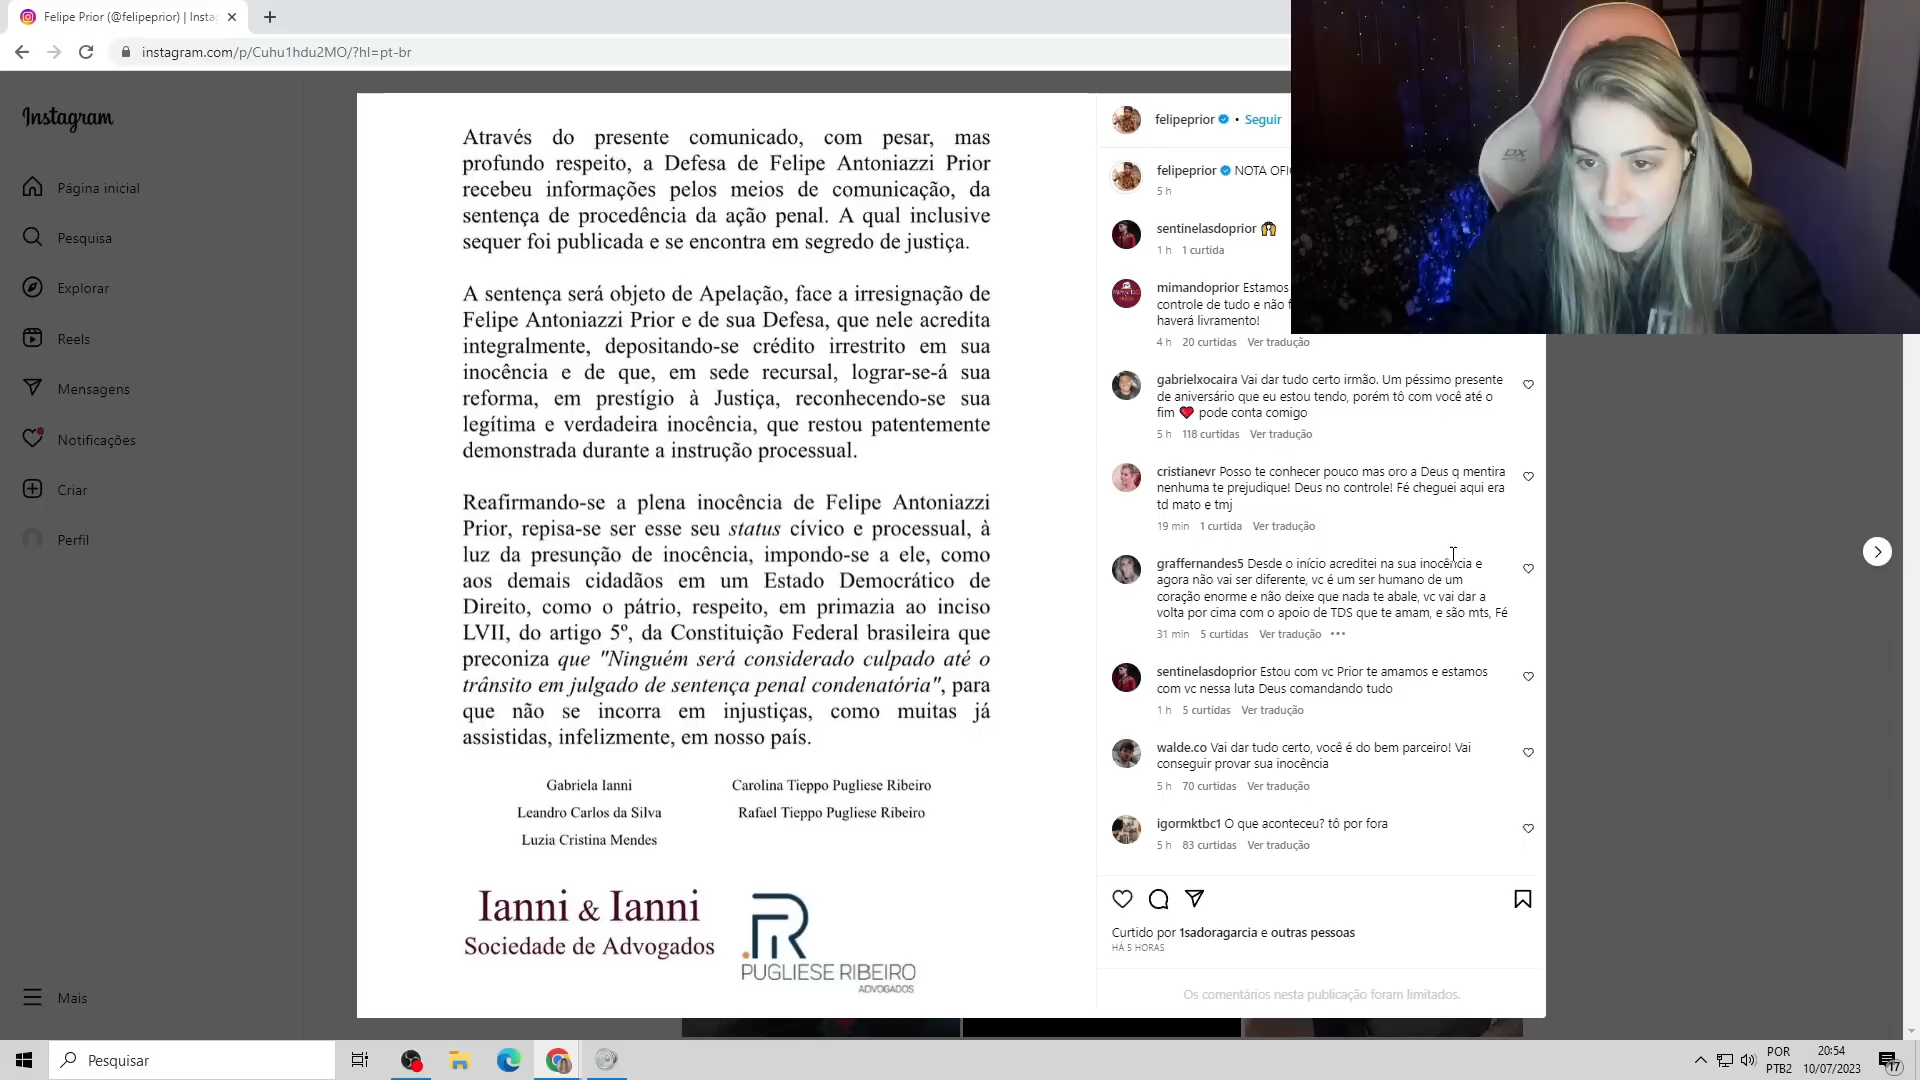 Felipe Prior (@felipeprior) | Insta
instagram.com/p/Cuhu1hdu2MO/?hl=pt-br
Instagram
Página inicial
Pesquisa
Explorar
Reels
Mensagens
Notificações
Criar
Perfil
Mais
Através do presente comunicado, com pesar, mas
profundo respeito, a Defesa de Felipe Antoniazzi Prior
recebeu informações pelos meios de comunicação, da
sentença de procedência da ação penal. A qual inclusive
sequer foi publicada e se encontra em segredo de justiça.
A sentença será objeto de Apelação, face a irresignação de
Felipe Antoniazzi Prior e de sua Defesa, que nele acredita
integralmente, depositando-se crédito irrestrito em sua
inocência e de que, em sede recursal, lograr-se-á sua
reforma, em prestígio à Justiça, reconhecendo-se sua
legítima e verdadeira inocência, que restou patentemente
demonstrada durante a instrução processual.
Reafirmando-se a plena inocência de Felipe Antoniazzi
Prior, repisa-se ser esse seu status cívico e processual, à
luz da presunção de inocência, impondo-se a ele, como
aos demais cidadãos em um Estado Democrático de
Direito, como o pátrio, respeito, em primazia ao inciso
LVII, do artigo 5º, da Constituição Federal brasileira que
preconiza que "Ninguém será considerado culpado até o
trânsito em julgado de sentença penal condenatória", para
que não se incorra em injustiças, como muitas já
assistidas, infelizmente, em nosso país.
Gabriela Ianni
Leandro Carlos da Silva
Luzia Cristina Mendes
Carolina Tieppo Pugliese Ribeiro
Rafael Tieppo Pugliese Ribeiro
Ianni & Ianni
Sociedade de Advogados
PUGLIESE RIBEIRO
ADVOGADOS
felipeprior • Seguir
felipeprior NOTA OFI
5 h
sentinelasdoprior
1 h 1 curtida
mimandoprior Estamos
controle de tudo e não f
haverá livramento!
4 h 20 curtidas Ver tradução
gabrielxocaira Vai dar tudo certo irmão. Um péssimo presente
de aniversário que eu estou tendo, porém tô com você até o
fim ❤️ pode conta comigo
5 h 118 curtidas Ver tradução
cristianevr Posso te conhecer pouco mas oro a Deus q mentira
nenhuma te prejudique! Deus no controle! Fé cheguei aqui era
td mato e tmj
19 min 1 curtida Ver tradução
graffernandes5 Desde o início acreditei na sua inocência e
agora não vai ser diferente, vc é um ser humano de um
coração enorme e não deixe que nada te abale, vc vai dar a
volta por cima com o apoio de TDS que te amam, e são mts, Fé
31 min 5 curtidas Ver tradução •••
sentinelasdoprior Estou com vc Prior te amamos e estamos
com vc nessa luta Deus comandando tudo
1 h 5 curtidas Ver tradução
walde.co Vai dar tudo certo, você é do bem parceiro! Vai
conseguir provar sua inocência
5 h 70 curtidas Ver tradução
igormktbc1 O que aconteceu? tô por fora
5 h 83 curtidas Ver tradução
Curtido por 1sadoragarcia e outras pessoas
HÁ 5 HORAS
Os comentários nesta publicação foram limitados.
DX
Pesquisar
POR
PTB2
20:54
10/07/2023
17